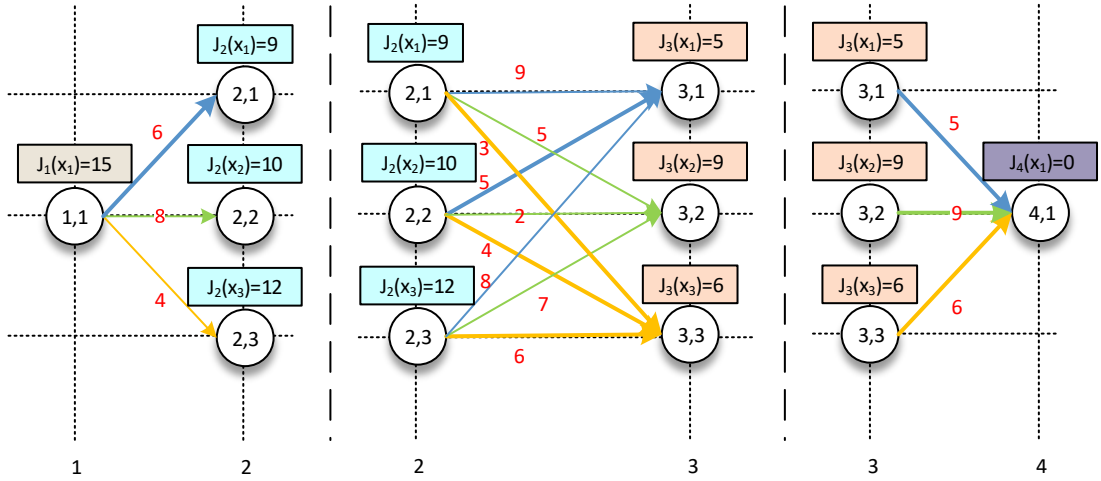 J2(x1)=9
2,1
6
J1(x1)=15
1,1
J2(x2)=10
8
2,2
J2(x3)=12
4
2,3
1
2
J2(x1)=9
J3(x1)=5
9
2,1
3,1
5
3
J2(x2)=10
J3(x2)=9
5
2,2
2
3,2
4
J2(x3)=12
8
J3(x3)=6
7
2,3
3,3
6
2
3
J3(x1)=5
3,1
5
J3(x2)=9
J4(x1)=0
3,2
9
4,1
J3(x3)=6
6
3,3
3
4